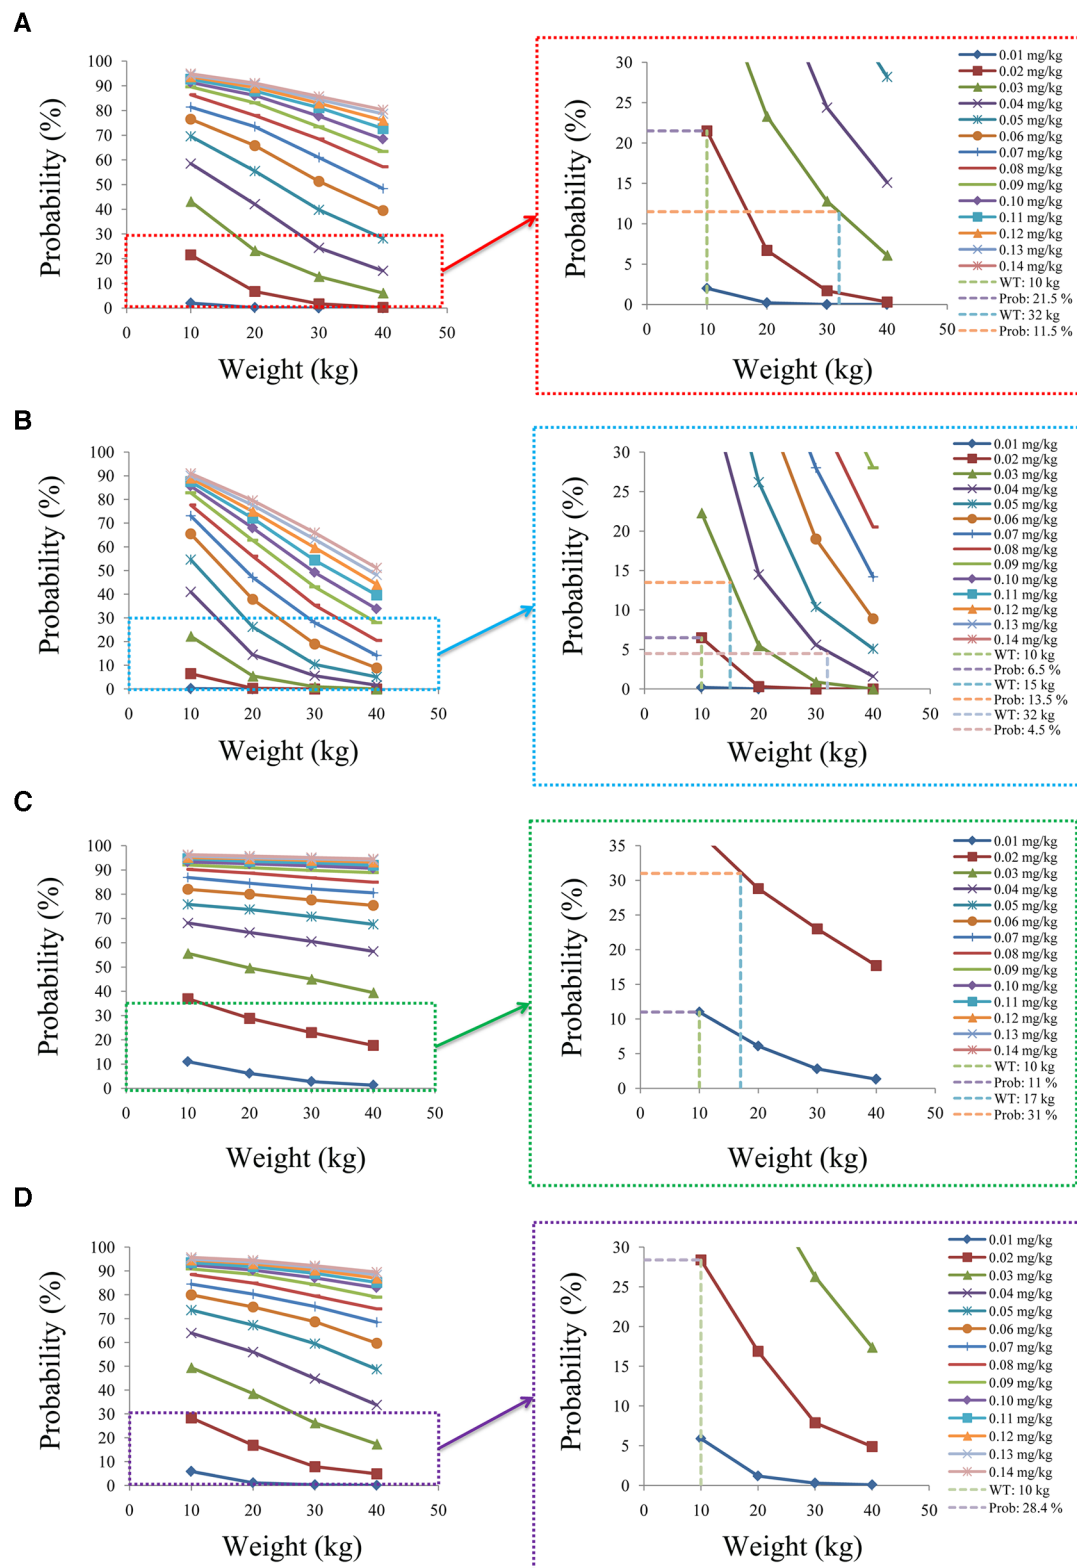 A
Probability (%)
100
90
80
70
60
50
40
30
20
10
0
0 10 20 30 40 50
Weight (kg)
Probability (%)
30
25
20
15
10
5
0
0 10 20 30 40 50
Weight (kg)
0.01 mg/kg
0.02 mg/kg
0.03 mg/kg
0.04 mg/kg
0.05 mg/kg
0.06 mg/kg
0.07 mg/kg
0.08 mg/kg
0.09 mg/kg
0.10 mg/kg
0.11 mg/kg
0.12 mg/kg
0.13 mg/kg
0.14 mg/kg
WT: 10 kg
Prob: 21.5 %
WT: 32 kg
Prob: 11.5 %
B
Probability (%)
100
90
80
70
60
50
40
30
20
10
0
0 10 20 30 40 50
Weight (kg)
Probability (%)
30
25
20
15
10
5
0
0 10 20 30 40 50
Weight (kg)
0.01 mg/kg
0.02 mg/kg
0.03 mg/kg
0.04 mg/kg
0.05 mg/kg
0.06 mg/kg
0.07 mg/kg
0.08 mg/kg
0.09 mg/kg
0.10 mg/kg
0.11 mg/kg
0.12 mg/kg
0.13 mg/kg
0.14 mg/kg
WT: 10 kg
Prob: 6.5 %
WT: 15 kg
Prob: 13.5 %
WT: 32 kg
Prob: 4.5 %
C
Probability (%)
100
90
80
70
60
50
40
30
20
10
0
0 10 20 30 40 50
Weight (kg)
Probability (%)
35
30
25
20
15
10
5
0
0 10 20 30 40 50
Weight (kg)
0.01 mg/kg
0.02 mg/kg
0.03 mg/kg
0.04 mg/kg
0.05 mg/kg
0.06 mg/kg
0.07 mg/kg
0.08 mg/kg
0.09 mg/kg
0.10 mg/kg
0.11 mg/kg
0.12 mg/kg
0.13 mg/kg
0.14 mg/kg
WT: 10 kg
Prob: 11 %
WT: 17 kg
Prob: 31 %
D
Probability (%)
100
90
80
70
60
50
40
30
20
10
0
0 10 20 30 40 50
Weight (kg)
Probability (%)
30
25
20
15
10
5
0
0 10 20 30 40 50
Weight (kg)
0.01 mg/kg
0.02 mg/kg
0.03 mg/kg
0.04 mg/kg
0.05 mg/kg
0.06 mg/kg
0.07 mg/kg
0.08 mg/kg
0.09 mg/kg
0.10 mg/kg
0.11 mg/kg
0.12 mg/kg
0.13 mg/kg
0.14 mg/kg
WT: 10 kg
Prob: 28.4 %